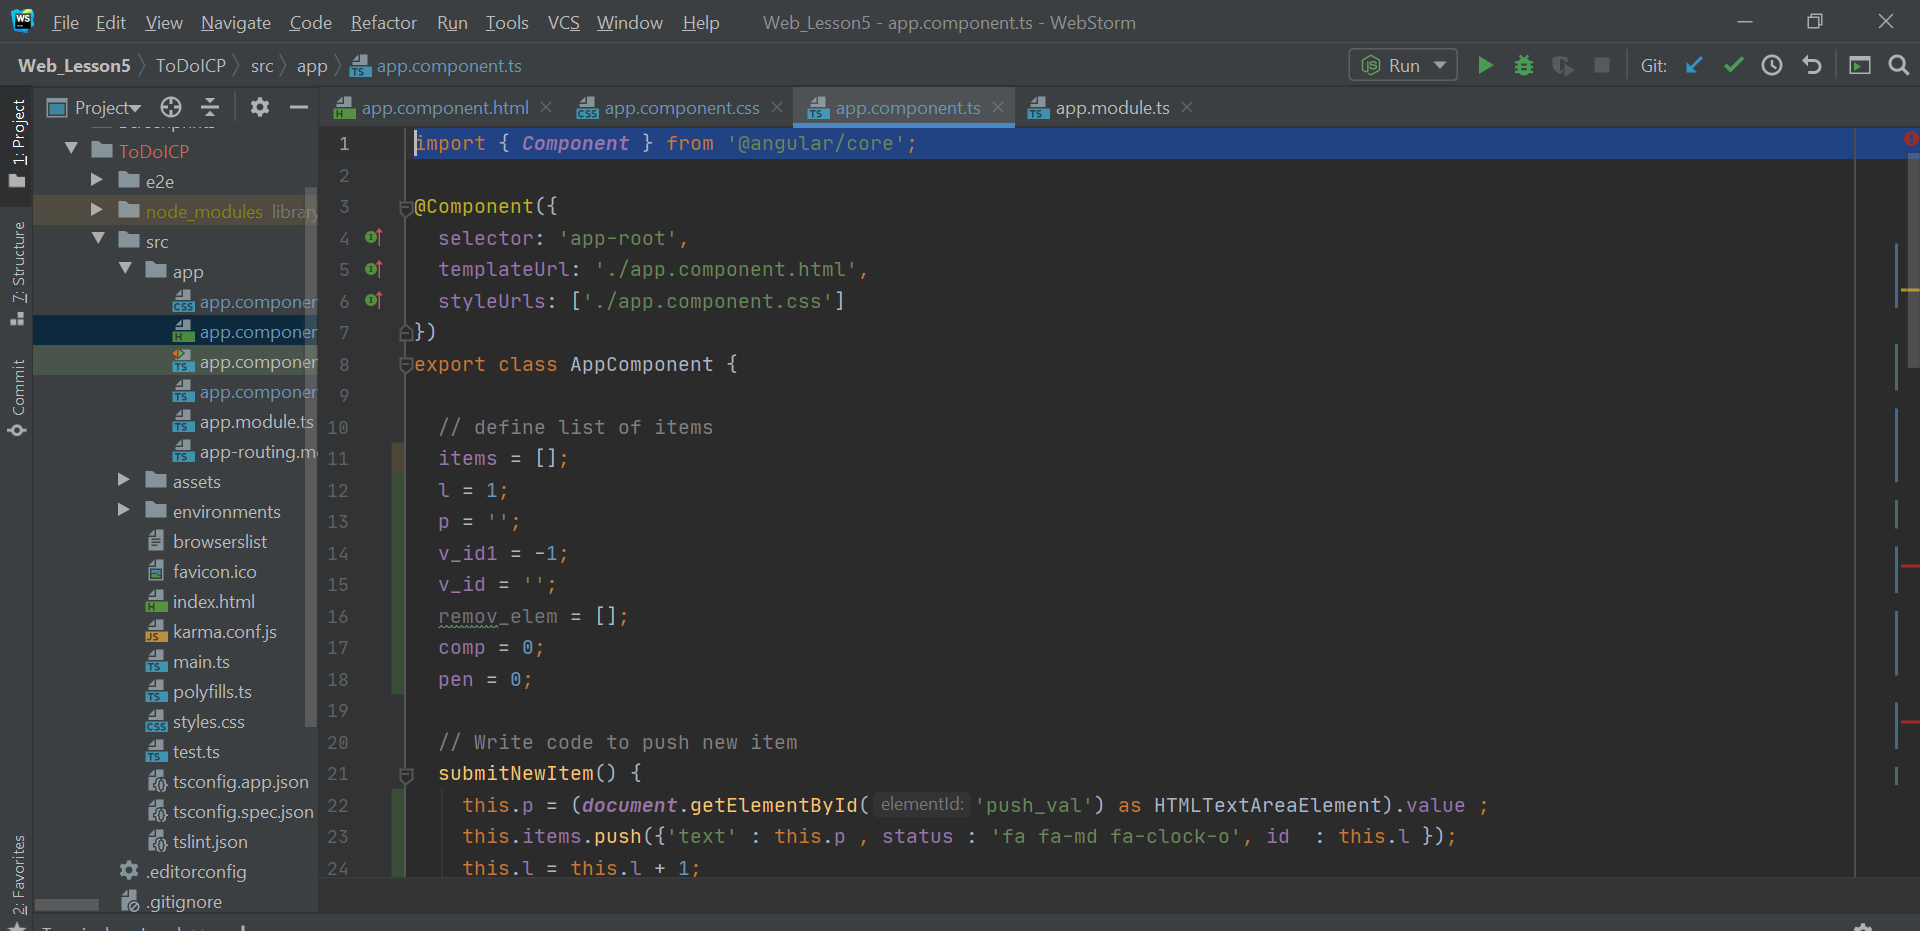 WS File Edit View Navigate Code Refactor Run Tools VCS Window Help Web_Lesson5 - app.component.ts - WebStorm
Web_Lesson5 ToDoICP src app app.component.ts Run Git:
Project
app.component.html app.component.css app.component.ts app.module.ts
1: Project
7: Structure
Commit
2: Favorites
ToDoICP
e2e
node_modules library
src
app
app.componen
app.componen
app.componen
app.componen
app.module.ts
app-routing.m
assets
environments
browserslist
favicon.ico
index.html
karma.conf.js
main.ts
polyfills.ts
styles.css
test.ts
tsconfig.app.json
tsconfig.spec.json
tslint.json
.editorconfig
.gitignore
1 import { Component } from '@angular/core';
2
3 @Component({
4 selector: 'app-root',
5 templateUrl: './app.component.html',
6 styleUrls: ['./app.component.css']
7 })
8 export class AppComponent {
9
10 // define list of items
11 items = [];
12 l = 1;
13 p = '';
14 v_id1 = -1;
15 v_id = '';
16 remov_elem = [];
17 comp = 0;
18 pen = 0;
19
20 // Write code to push new item
21 submitNewItem() {
22 this.p = (document.getElementById( elementId: 'push_val') as HTMLTextAreaElement).value ;
23 this.items.push({'text' : this.p , status : 'fa fa-md fa-clock-o', id  : this.l });
24 this.l = this.l + 1;